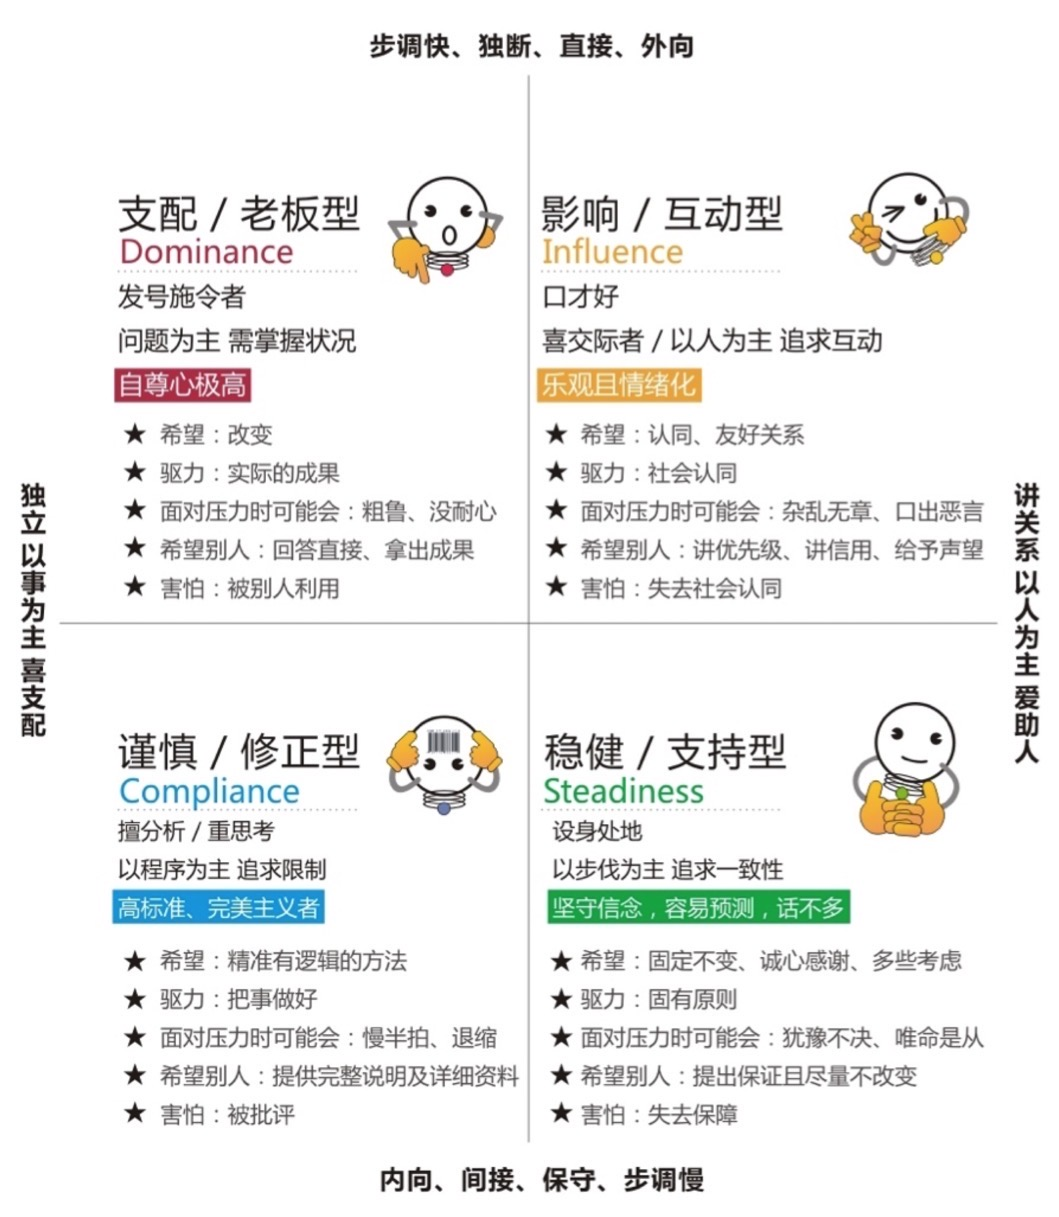 步调快、独断、直接、外向
支配 / 老板型
Dominance
发号施令者
问题为主 需掌握状况
自尊心极高
★ 希望：改变
★ 驱力：实际的成果
★ 面对压力时可能会：粗鲁、没耐心
★ 希望别人：回答直接、拿出成果
★ 害怕：被别人利用
影响 / 互动型
Influence
口才好
喜交际者 / 以人为主 追求互动
乐观且情绪化
★ 希望：认同、友好关系
★ 驱力：社会认同
★ 面对压力时可能会：杂乱无章、口出恶言
★ 希望别人：讲优先级、讲信用、给予声望
★ 害怕：失去社会认同
独立 以事为主 喜支配
讲关系 以人为主 爱助人
谨慎 / 修正型
Compliance
擅分析 / 重思考
以程序为主 追求限制
高标准、完美主义者
★ 希望：精准有逻辑的方法
★ 驱力：把事做好
★ 面对压力时可能会：慢半拍、退缩
★ 希望别人：提供完整说明及详细资料
★ 害怕：被批评
稳健 / 支持型
Steadiness
设身处地
以步伐为主 追求一致性
坚守信念，容易预测，话不多
★ 希望：固定不变、诚心感谢、多些考虑
★ 驱力：固有原则
★ 面对压力时可能会：犹豫不决、唯命是从
★ 希望别人：提出保证且尽量不改变
★ 害怕：失去保障
内向、间接、保守、步调慢